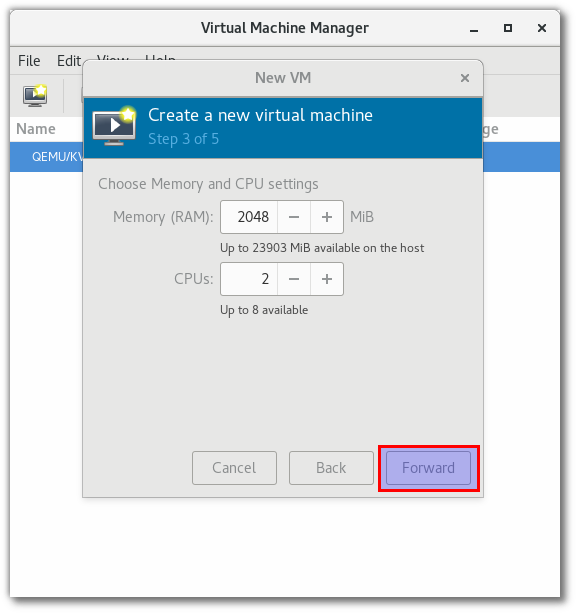 Virtual Machine Manager
File Edit View Help
New VM
Name
Create a new virtual machine
Step 3 of 5
QEMU/KV
Choose Memory and CPU settings
Memory (RAM): 2048 − + MiB
Up to 23903 MiB available on the host
CPUs: 2 − +
Up to 8 available
Cancel Back Forward